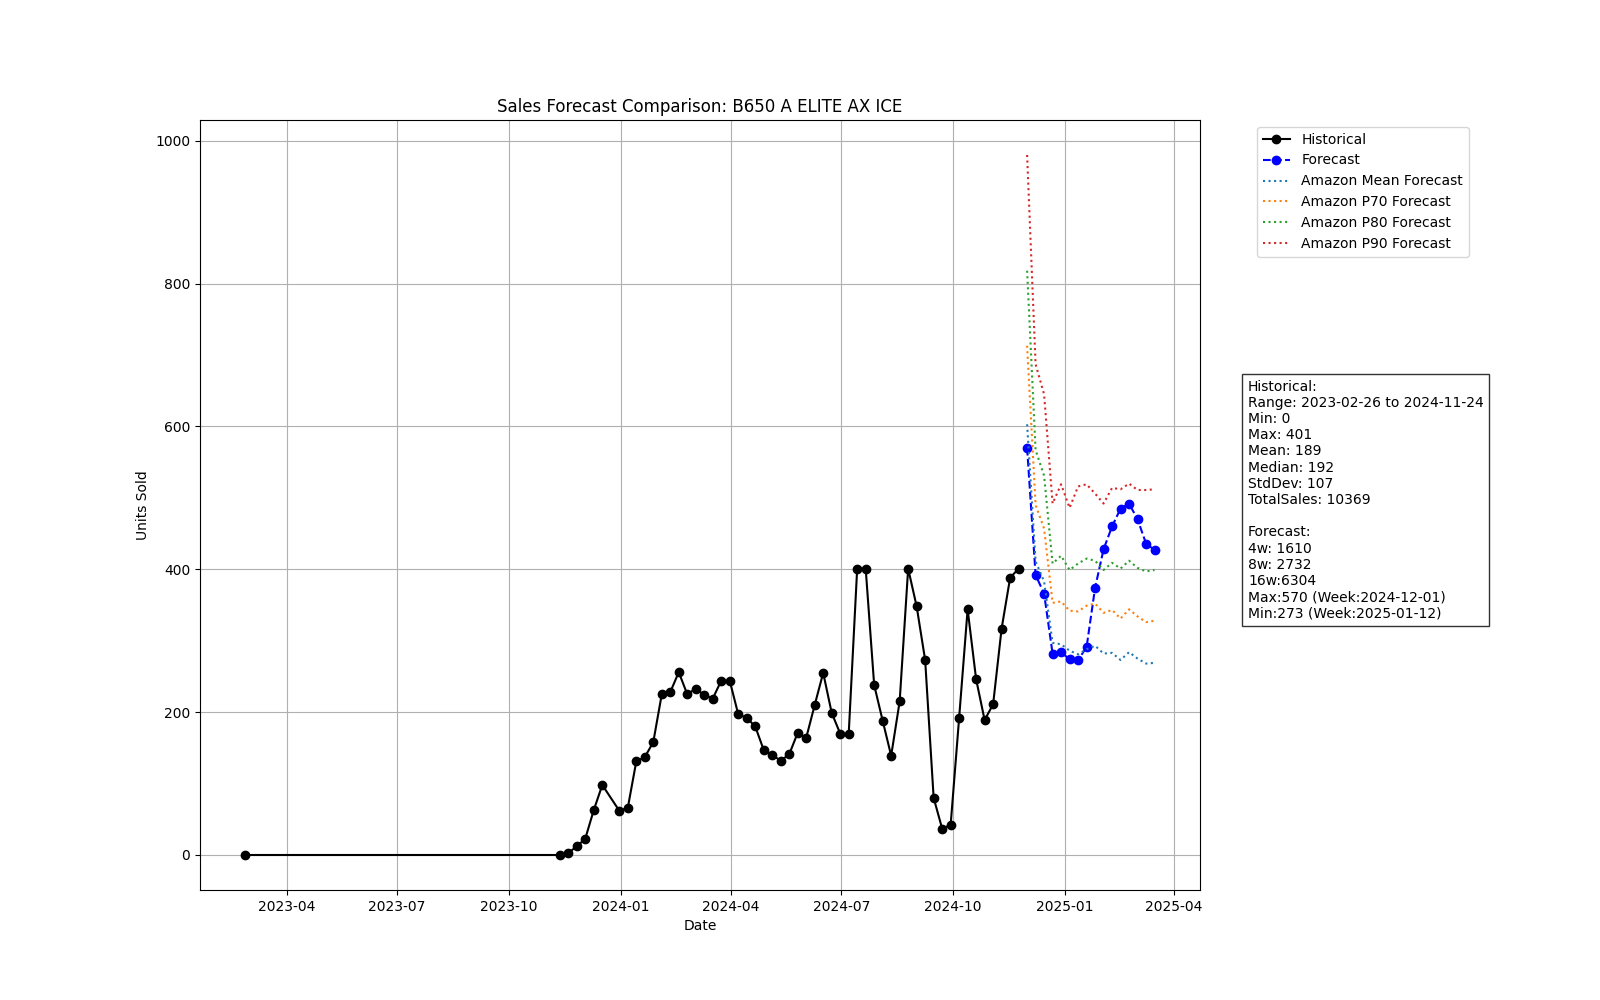 Sales Forecast Comparison: B650 A ELITE AX ICE
1000
800
600
400
200
0
Units Sold
2023-04
2023-07
2023-10
2024-01
2024-04
2024-07
2024-10
2025-01
2025-04
Date
Historical
Forecast
Amazon Mean Forecast
Amazon P70 Forecast
Amazon P80 Forecast
Amazon P90 Forecast
Historical:
Range: 2023-02-26 to 2024-11-24
Min: 0
Max: 401
Mean: 189
Median: 192
StdDev: 107
TotalSales: 10369
Forecast:
4w: 1610
8w: 2732
16w:6304
Max:570 (Week:2024-12-01)
Min:273 (Week:2025-01-12)